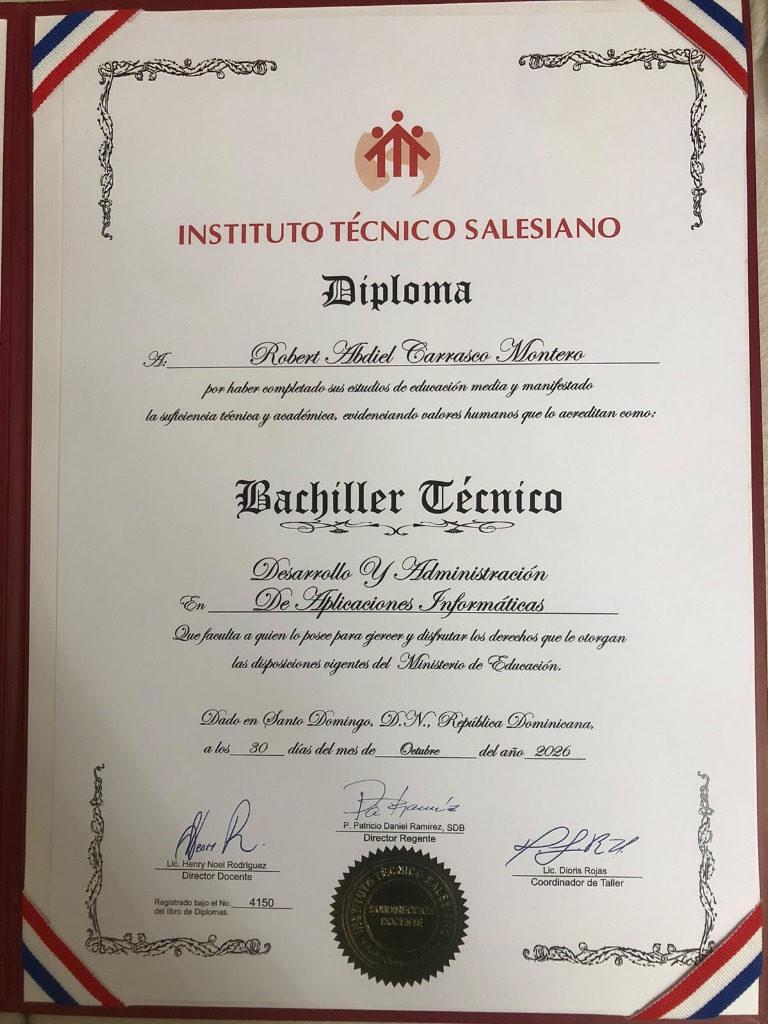 INSTITUTO TÉCNICO SALESIANO
Diploma
A: Robert Abdiel Carrasco Montero
por haber completado sus estudios de educación media y manifestado
la suficiencia técnica y académica, evidenciando valores humanos que lo acreditan como:
Bachiller Técnico
Desarrollo Y Administración
En De Aplicaciones Informáticas
Que faculta a quien lo posee para ejercer y disfrutar los derechos que le otorgan
las disposiciones vigentes del Ministerio de Educación.
Dado en Santo Domingo, D.N., República Dominicana,
a los 30 días del mes de Octubre del año 2026
P. Patricio Daniel Ramírez, SDB
Director Regente
Lic. Henry Noel Rodríguez
Director Docente
Lic. Dioris Rojas
Coordinador de Taller
Registrado bajo el No. 4150
del libro de Diplomas.
INSTITUTO TECNICO SALESIANO
SUBDIRECCION
DOCENTE